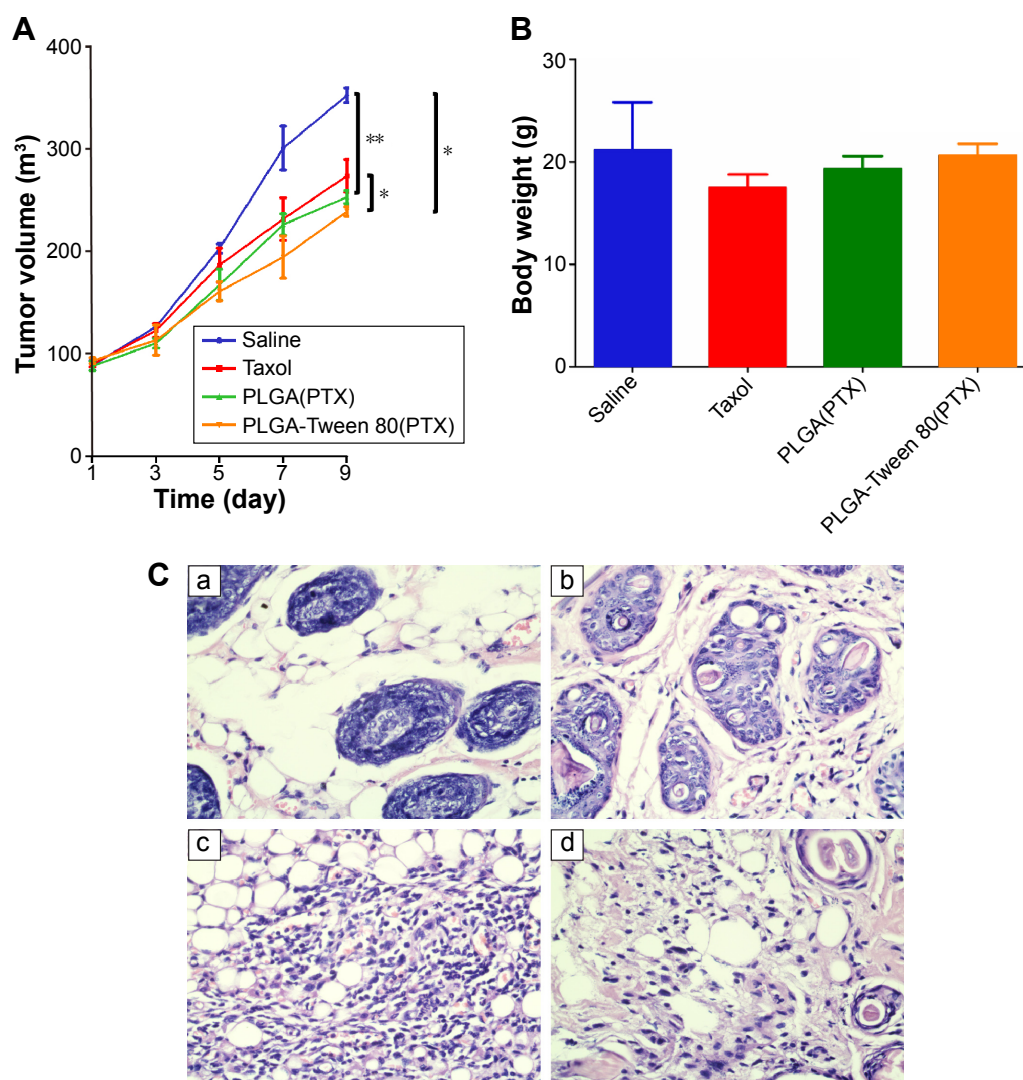 A
Tumor volume (m³)
400
300
200
100
0
**
*
*
Saline
Taxol
PLGA(PTX)
PLGA-Tween 80(PTX)
1 3 5 7 9
Time (day)
B
Body weight (g)
30
20
10
0
Saline
Taxol
PLGA(PTX)
PLGA-Tween 80(PTX)
C
a
b
c
d